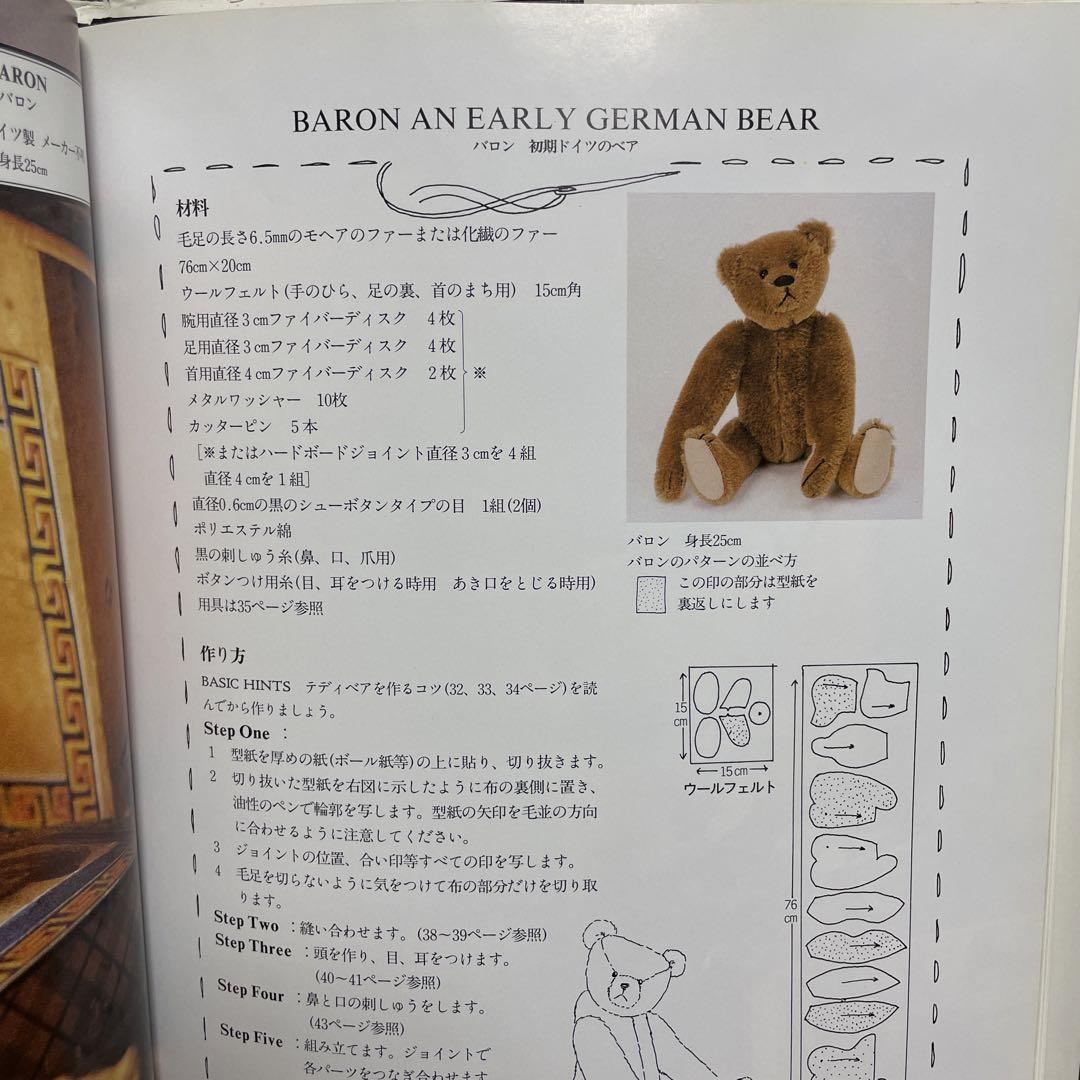 ARON
バロン
イツ製 メーカー不明
身長25cm
BARON AN EARLY GERMAN BEAR
バロン 初期ドイツのベア
材料
毛足の長さ6.5mmのモヘアのファーまたは化繊のファー
76cm×20cm
ウールフェルト(手のひら、足の裏、首のまち用) 15cm角
腕用直径3cmファイバーディスク 4枚
足用直径3cmファイバーディスク 4枚
首用直径4cmファイバーディスク 2枚 ※
メタルワッシャー 10枚
カッターピン 5本
[※またはハードボードジョイント直径3cmを4組
直径4cmを1組]
直径0.6cmの黒のシューボタンタイプの目 1組(2個)
ポリエステル綿
黒の刺しゅう糸(鼻、口、爪用)
ボタンつけ用糸(目、耳をつける時用 あき口をとじる時用)
用具は35ページ参照
バロン 身長25cm
バロンのパターンの並べ方
この印の部分は型紙を
裏返しにします
作り方
BASIC HINTS テディベアを作るコツ(32、33、34ページ)を読
んでから作りましょう。
Step One :
1 型紙を厚めの紙(ボール紙等)の上に貼り、切り抜きます。
2 切り抜いた型紙を右図に示したように布の裏側に置き、
油性のペンで輪郭を写します。型紙の矢印を毛並の方向
に合わせるように注意してください。
3 ジョイントの位置、合い印等すべての印を写します。
4 毛足を切らないように気をつけて布の部分だけを切り取
ります。
Step Two :縫い合わせます。(38〜39ページ参照)
Step Three :頭を作り、目、耳をつけます。
(40〜41ページ参照)
Step Four :鼻と口の刺しゅうをします。
(43ページ参照)
Step Five :組み立てます。ジョイントで
各パーツをつなぎ合わせます
15
cm
15cm
ウールフェルト
76
cm